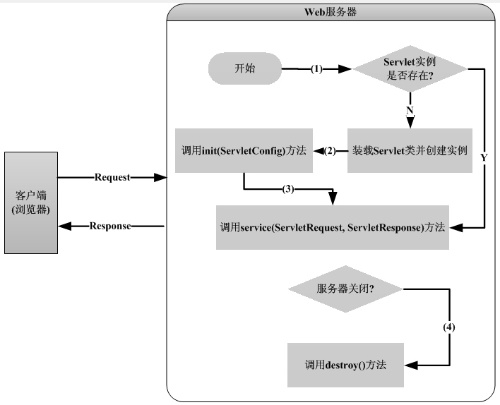 Web服务器
开始
(1)
Servlet实例
是否存在?
N
Y
调用init(ServletConfig)方法
(2)
装载Servlet类并创建实例
(3)
客户端
(浏览器)
Request
Response
调用service(ServletRequest, ServletResponse)方法
服务器关闭?
(4)
调用destroy()方法